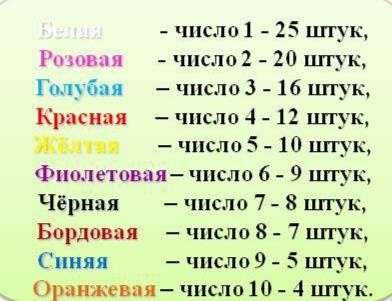 Белая - число 1 - 25 штук,
Розовая - число 2 - 20 штук,
Голубая – число 3 - 16 штук,
Красная – число 4 - 12 штук,
Жёлтая – число 5 - 10 штук,
Фиолетовая – число 6 - 9 штук,
Чёрная – число 7 - 8 штук,
Бордовая – число 8 - 7 штук,
Синяя – число 9 - 5 штук,
Оранжевая – число 10 - 4 штук.